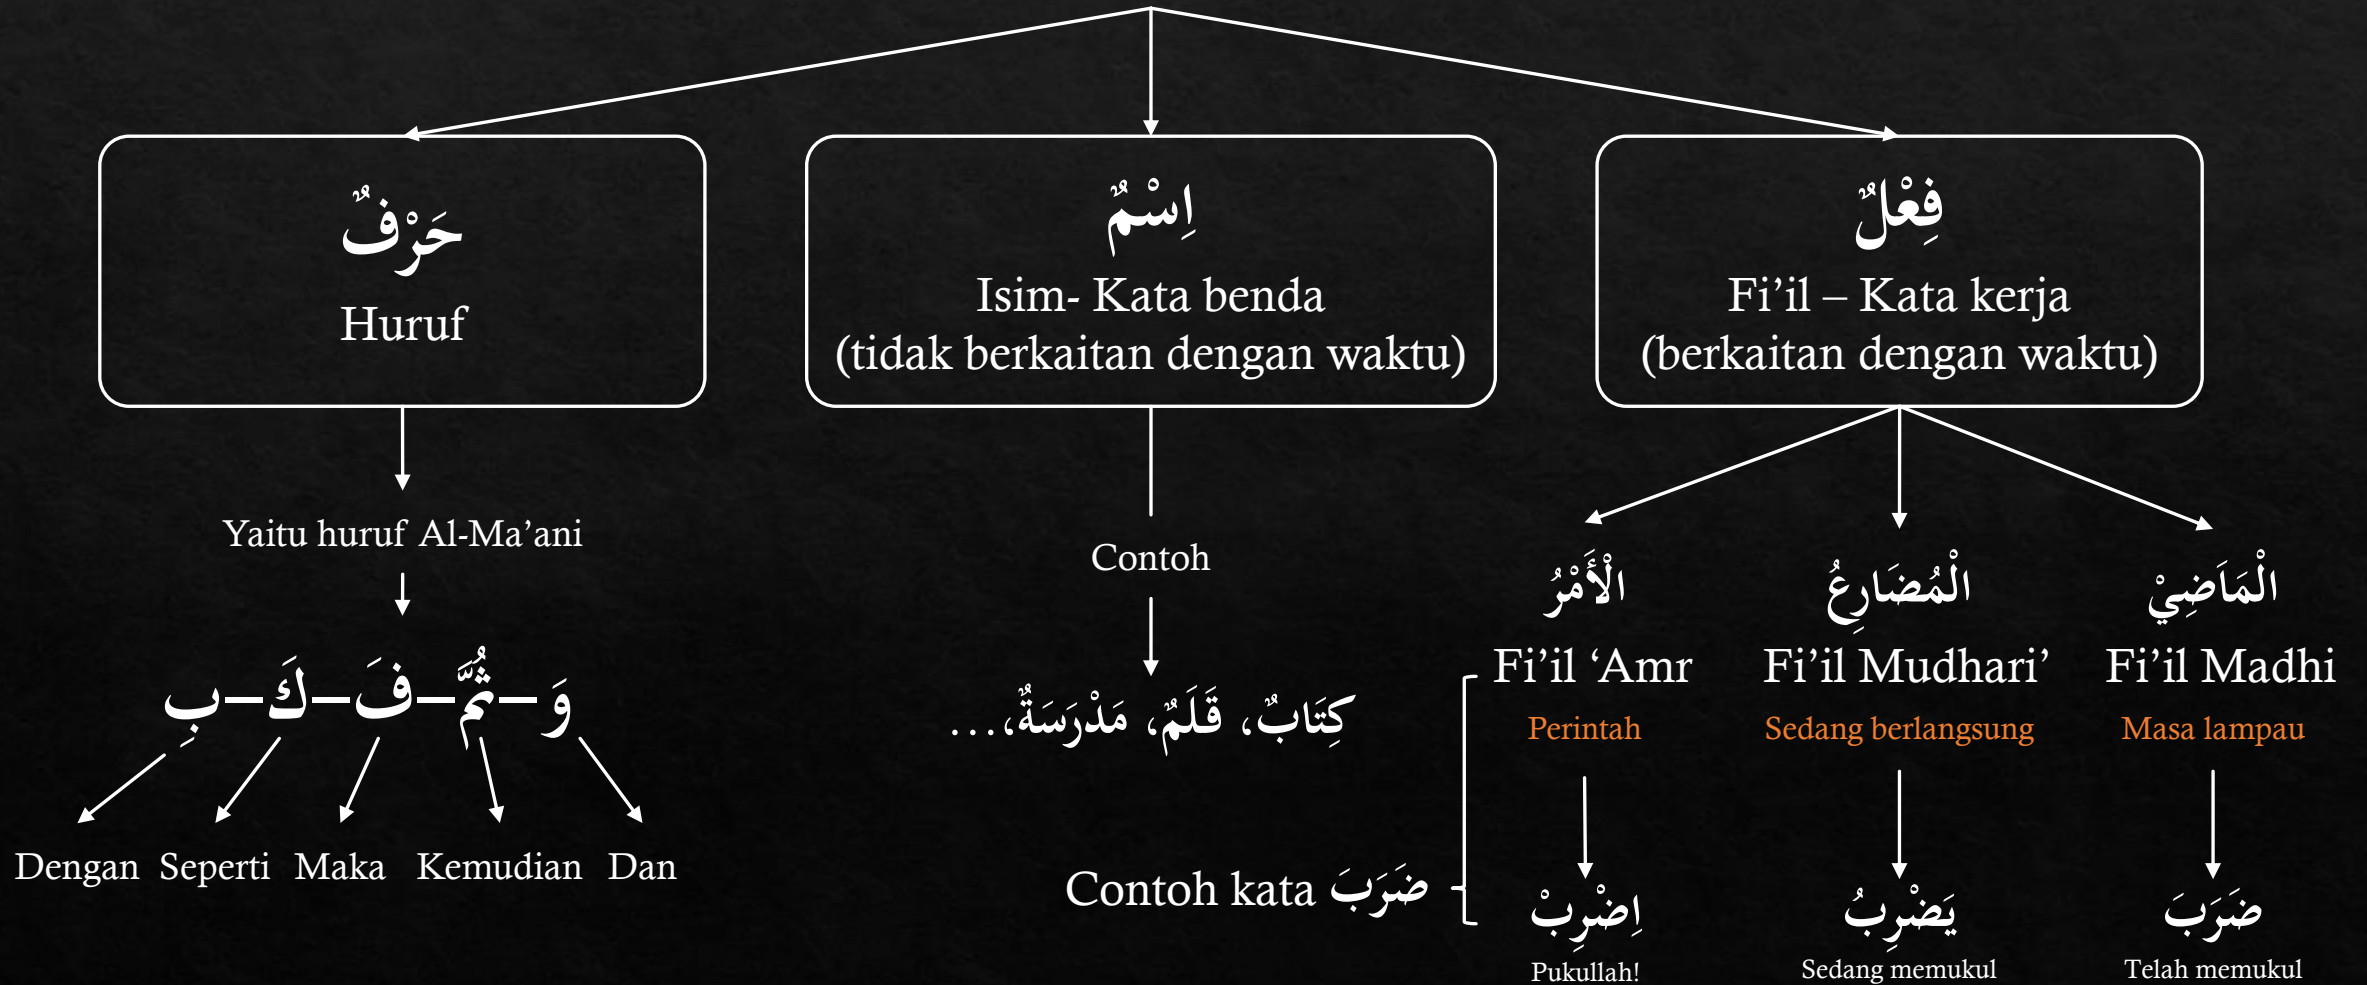 حَرْفٌ
Huruf
اِسْمٌ
Isim- Kata benda
(tidak berkaitan dengan waktu)
فِعْلٌ
Fi’il – Kata kerja
(berkaitan dengan waktu)
Yaitu huruf Al-Ma’ani
وَ–ثُمَّ–فَ–كَ–بِ
Dengan Seperti Maka Kemudian Dan
Contoh
كِتَابٌ، قَلَمٌ، مَدْرَسَةٌ،...
الْأَمْرُ
Fi’il ‘Amr
Perintah
الْمُضَارِعُ
Fi’il Mudhari’
Sedang berlangsung
الْمَاَضِيْ
Fi’il Madhi
Masa lampau
Contoh kata ضَرَبَ
اِضْرِبْ
Pukullah!
يَضْرِبُ
Sedang memukul
ضَرَبَ
Telah memukul